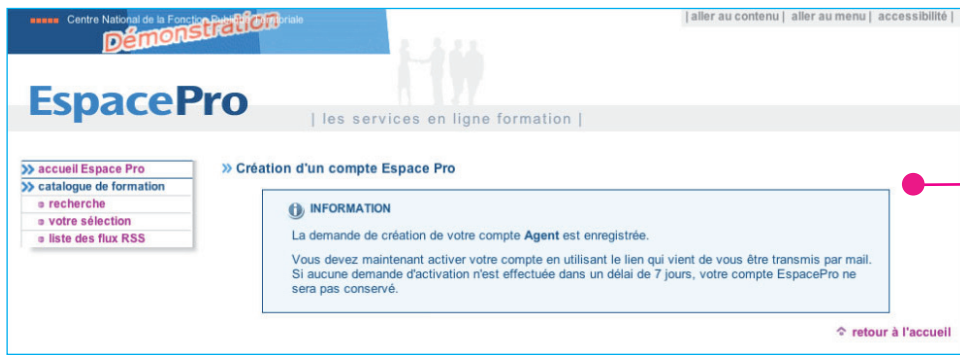 Centre National de la Fonction Publique Territoriale
Démonstration
| aller au contenu | aller au menu | accessibilité |
EspacePro
| les services en ligne formation |
accueil Espace Pro
catalogue de formation
recherche
votre sélection
liste des flux RSS
Création d'un compte Espace Pro
INFORMATION
La demande de création de votre compte Agent est enregistrée.
Vous devez maintenant activer votre compte en utilisant le lien qui vient de vous être transmis par mail.
Si aucune demande d'activation n'est effectuée dans un délai de 7 jours, votre compte EspacePro ne
sera pas conservé.
retour à l'accueil